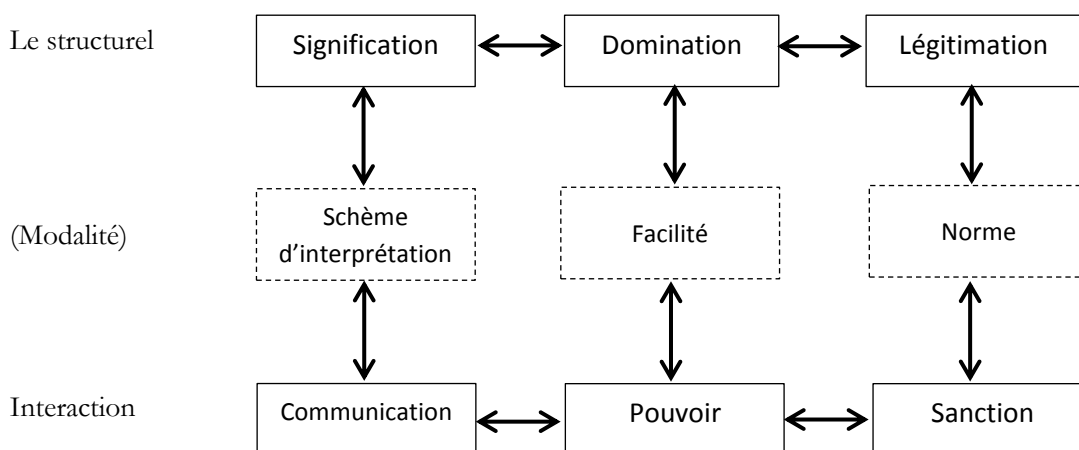 Le structurel
Signification
Domination
Légitimation
(Modalité)
Schème
d’interprétation
Facilité
Norme
Interaction
Communication
Pouvoir
Sanction